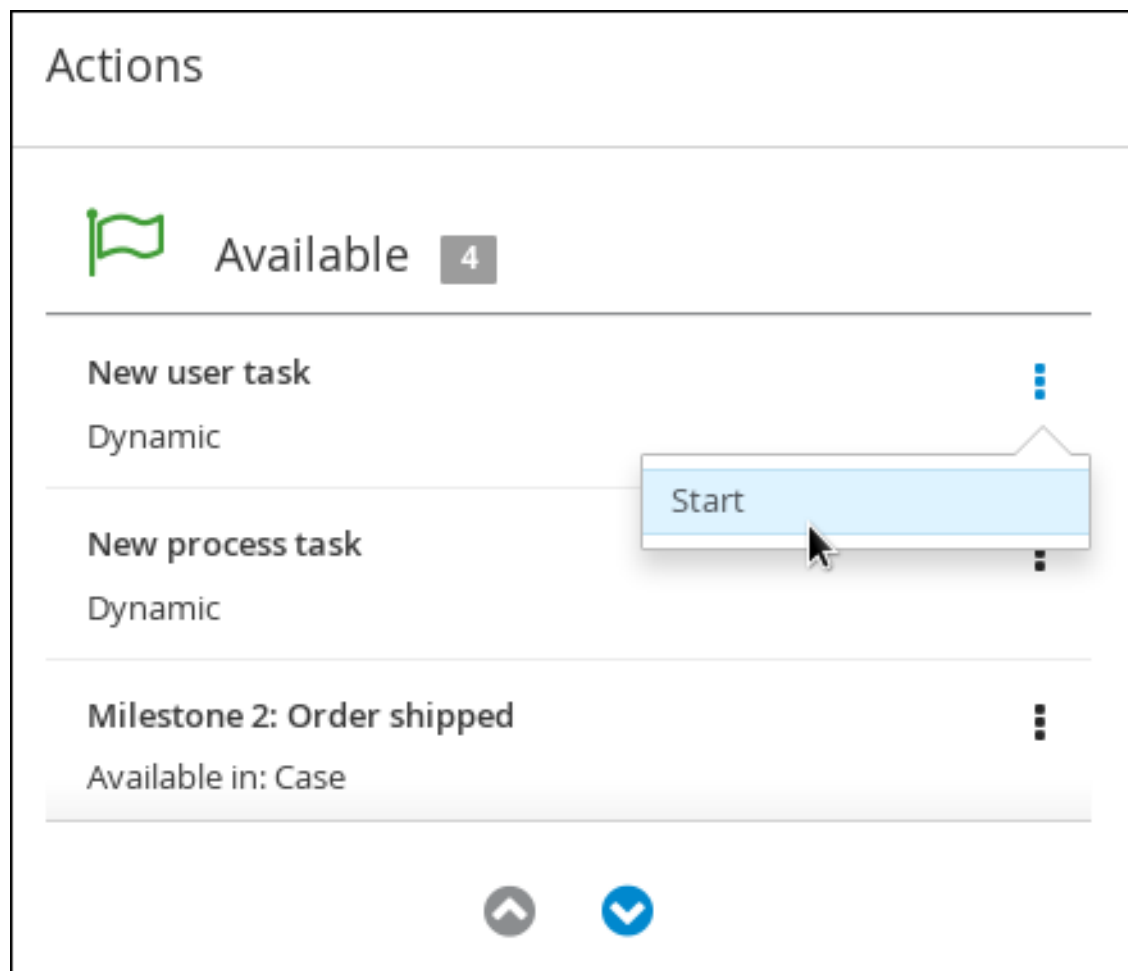 Actions
Available 4
New user task
Dynamic
Start
New process task
Dynamic
Milestone 2: Order shipped
Available in: Case